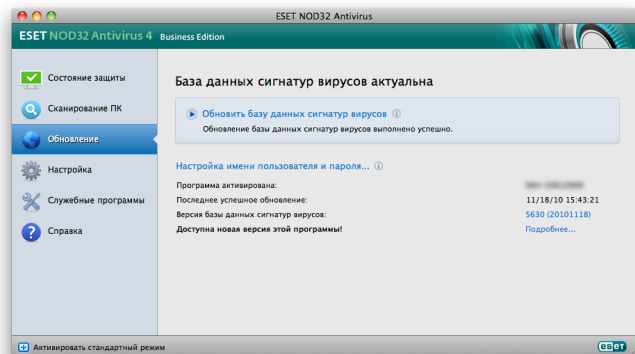 ESET NOD32 Antivirus
ESET NOD32 Antivirus 4 Business Edition
Состояние защиты
Сканирование ПК
Обновление
Настройка
Служебные программы
Справка
База данных сигнатур вирусов актуальна
Обновить базу данных сигнатур вирусов
Обновление базы данных сигнатур вирусов выполнено успешно.
Настройка имени пользователя и пароля...
Программа активирована:
Последнее успешное обновление: 11/18/10 15:43:21
Версия базы данных сигнатур вирусов: 5630 (20101118)
Доступна новая версия этой программы! Подробнее...
Активировать стандартный режим
eset